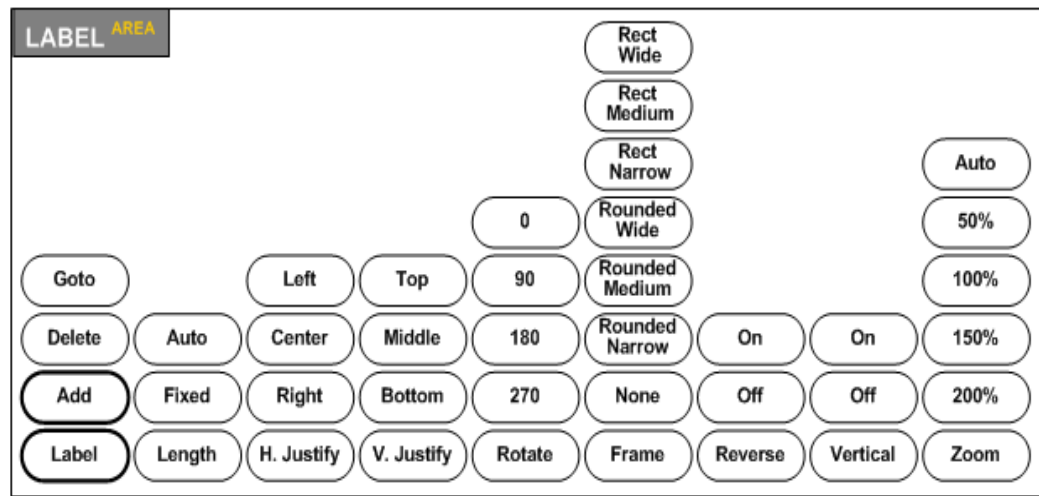 LABEL AREA
Rect
Wide
Rect
Medium
Rect
Narrow
Auto
0
Rounded
Wide
50%
Goto
Left
Top
90
Rounded
Medium
100%
Delete
Auto
Center
Middle
180
Rounded
Narrow
On
On
150%
Add
Fixed
Right
Bottom
270
None
Off
Off
200%
Label
Length
H. Justify
V. Justify
Rotate
Frame
Reverse
Vertical
Zoom